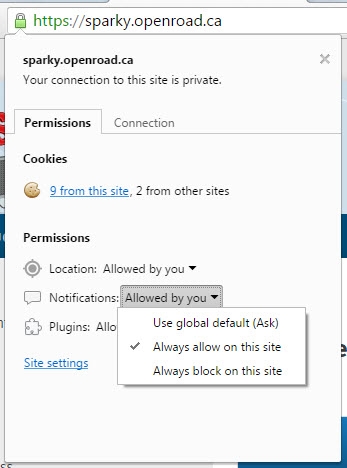 https://sparky.openroad.ca
sparky.openroad.ca
Your connection to this site is private.
Permissions
Connection
Cookies
9 from this site, 2 from other sites
Permissions
Location: Allowed by you
Notifications: Allowed by you
Use global default (Ask)
Always allow on this site
Always block on this site
Plugins: Allo
Site settings